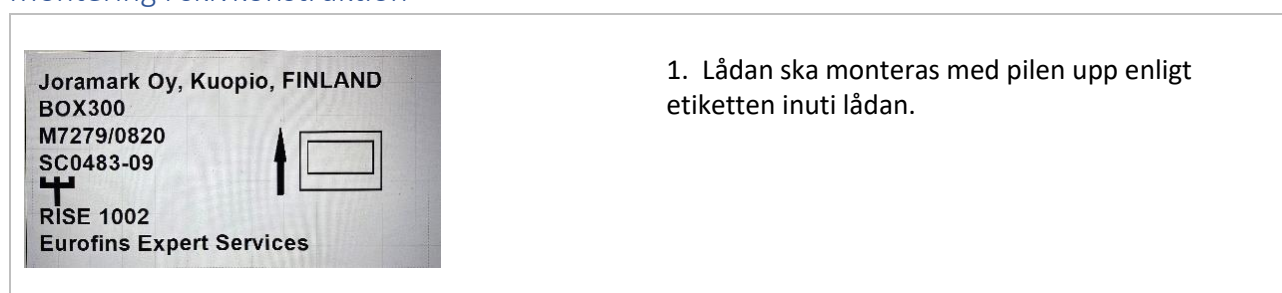 Joramark Oy, Kuopio, FINLAND
BOX300
M7279/0820
SC0483-09
RISE 1002
Eurofins Expert Services
1. Lådan ska monteras med pilen upp enligt
etiketten inuti lådan.